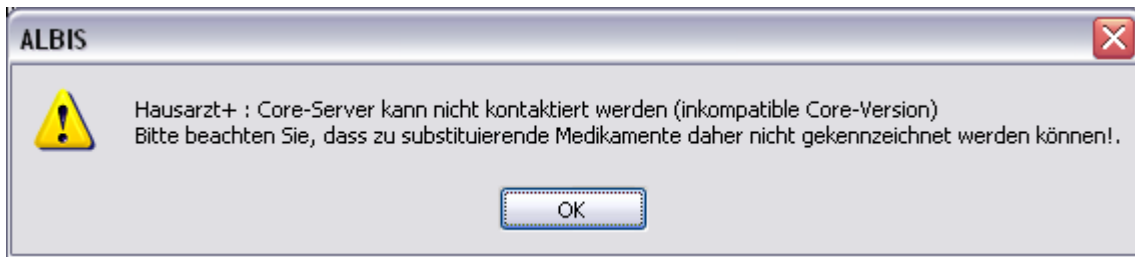 ALBIS
Hausarzt+ : Core-Server kann nicht kontaktiert werden (inkompatible Core-Version)
Bitte beachten Sie, dass zu substituierende Medikamente daher nicht gekennzeichnet werden können!.
OK